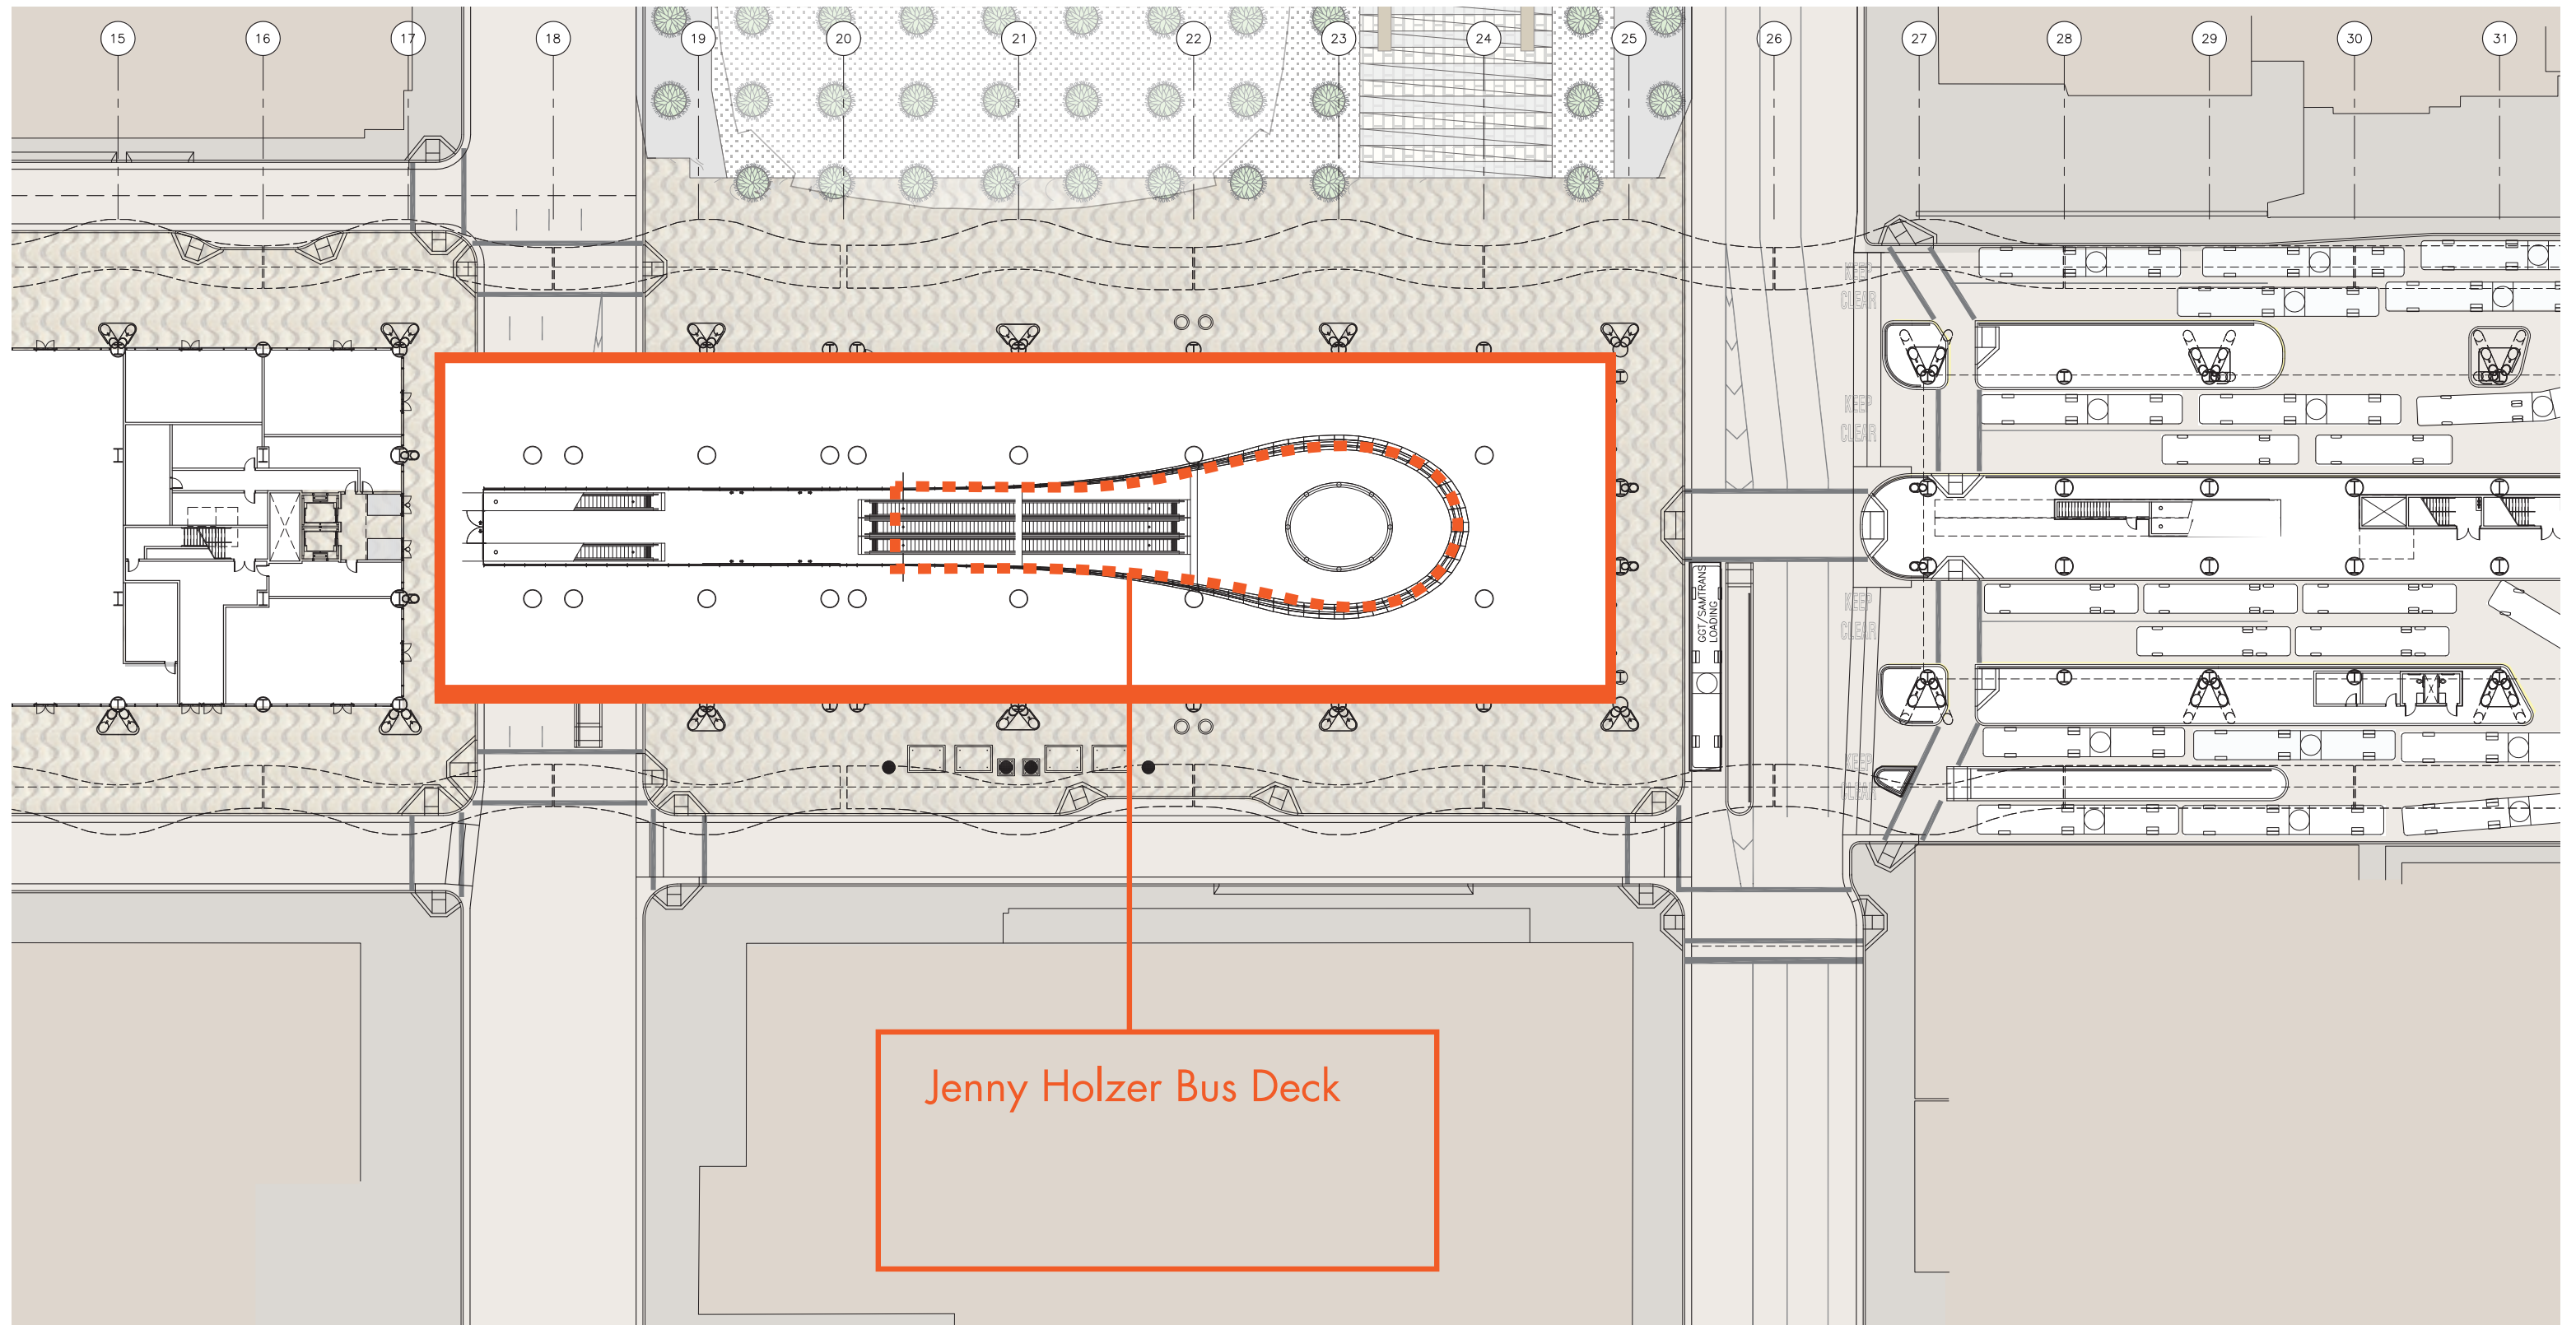 15 16 17 18 19 20 21 22 23 24 25 26 27 28 29 30 31
KEEP
CLEAR
KEEP
CLEAR
GGT/SAMTRANS
LOADING
KEEP
CLEAR
KEEP
CLEAR
Jenny Holzer Bus Deck